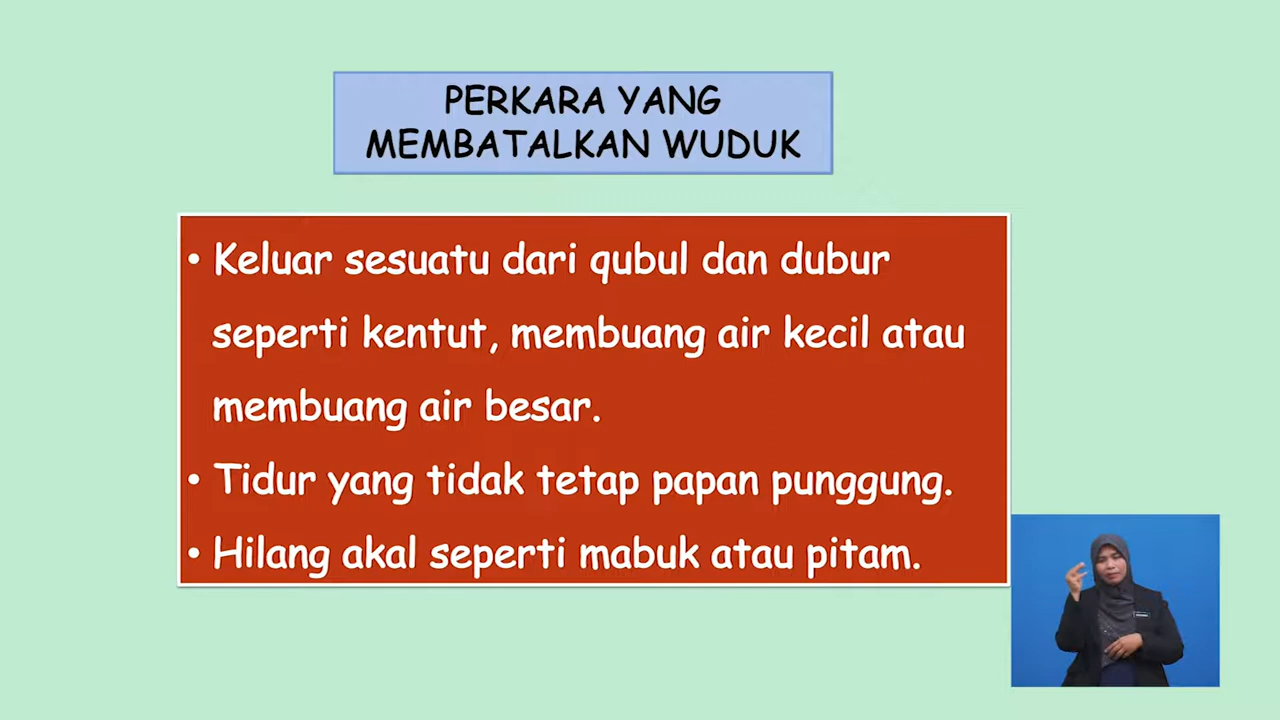 PERKARA YANG
MEMBATALKAN WUDUK
• Keluar sesuatu dari qubul dan dubur
seperti kentut, membuang air kecil atau
membuang air besar.
• Tidur yang tidak tetap papan punggung.
• Hilang akal seperti mabuk atau pitam.